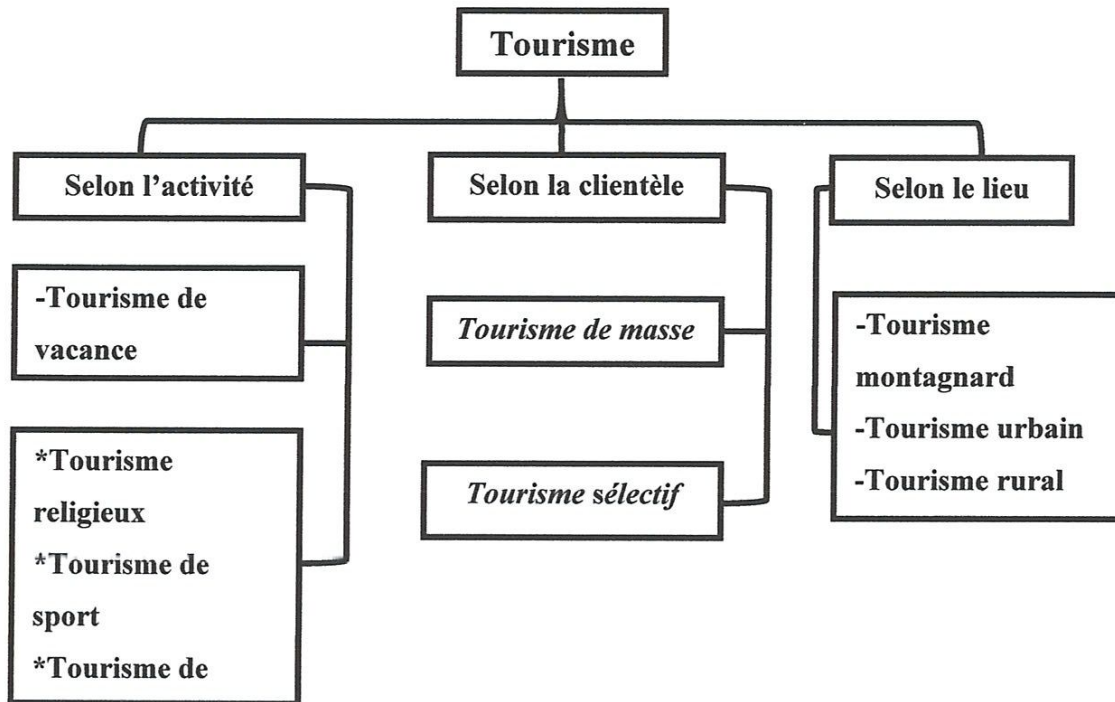 Tourisme
Selon l’activité
-Tourisme de
vacance
*Tourisme
religieux
*Tourisme de
sport
*Tourisme de
Selon la clientèle
Tourisme de masse
Tourisme sélectif
Selon le lieu
-Tourisme
montagnard
-Tourisme urbain
-Tourisme rural